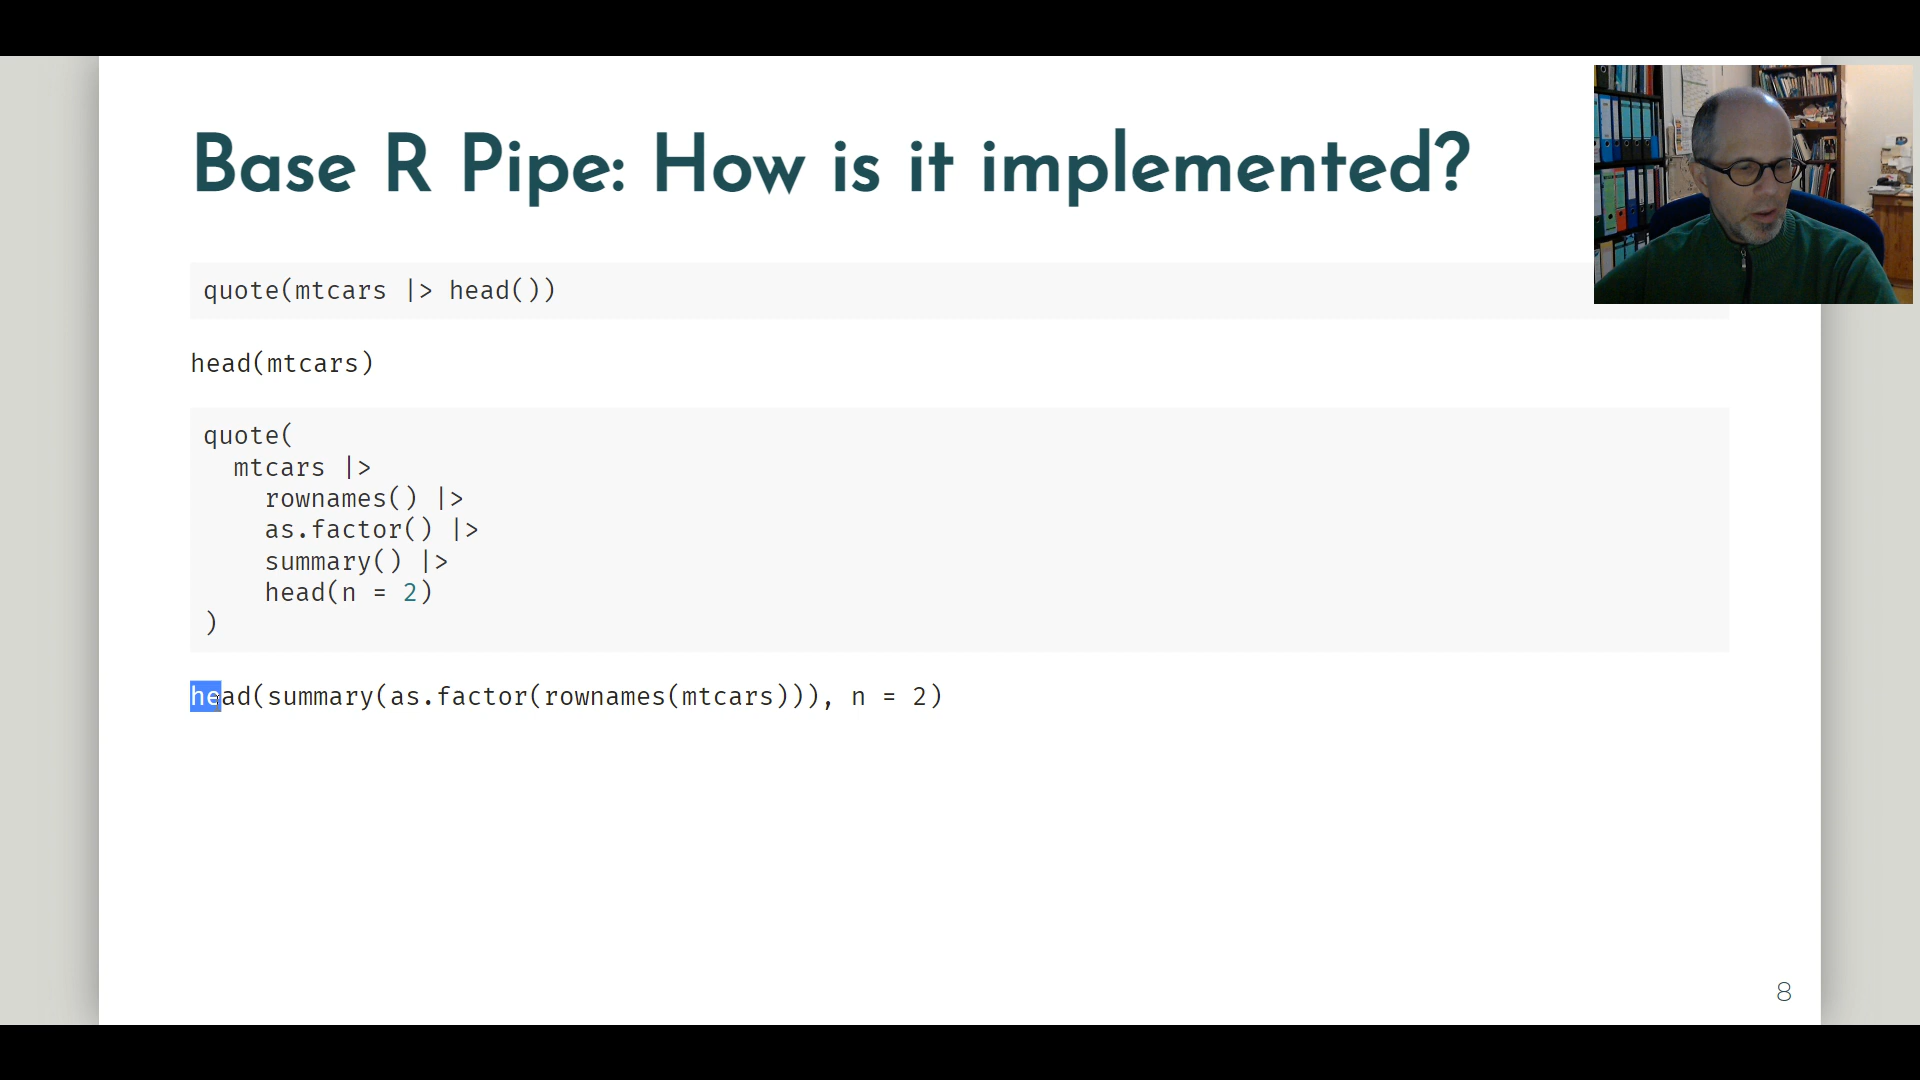 Base R Pipe: How is it implemented?
quote(mtcars |> head())
head(mtcars)
quote(
  mtcars |>
    rownames() |>
    as.factor() |>
    summary() |>
    head(n = 2)
)
head(summary(as.factor(rownames(mtcars))), n = 2)
8